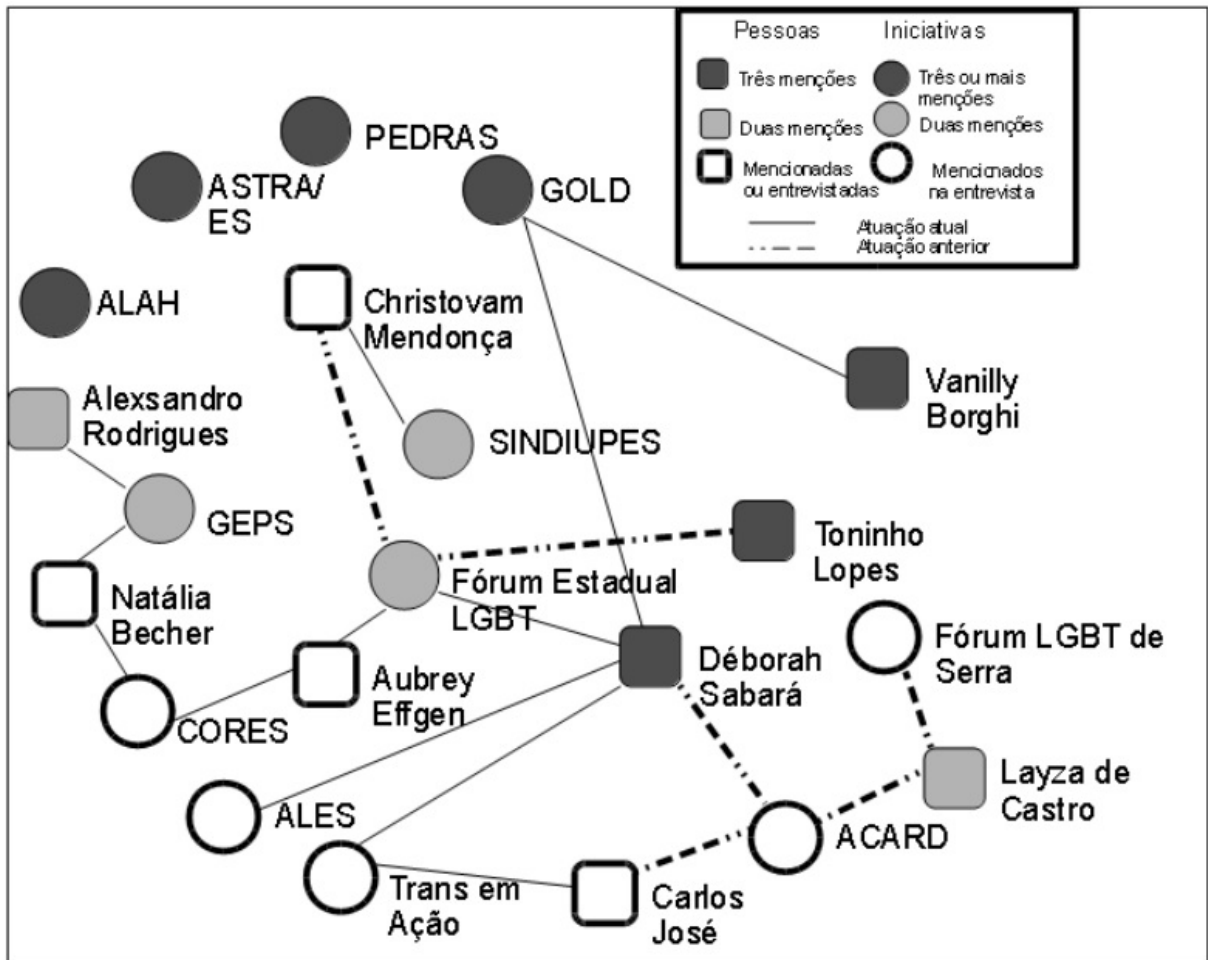 Pessoas
Iniciativas
Três menções
Três ou mais
menções
Duas menções
Duas menções
Mencionadas
ou entrevistadas
Mencionados
na entrevista
Atuação atual
Atuação anterior
PEDRAS
ASTRA/
ES
GOLD
ALAH
Christovam
Mendonça
Vanilly
Borghi
Alexsandro
Rodrigues
SINDIUPES
GEPS
Toninho
Lopes
Fórum Estadual
LGBT
Natália
Becher
Fórum LGBT de
Serra
Déborah
Sabará
Aubrey
Effgen
CORES
Layza de
Castro
ALES
ACARD
Trans em
Ação
Carlos
José